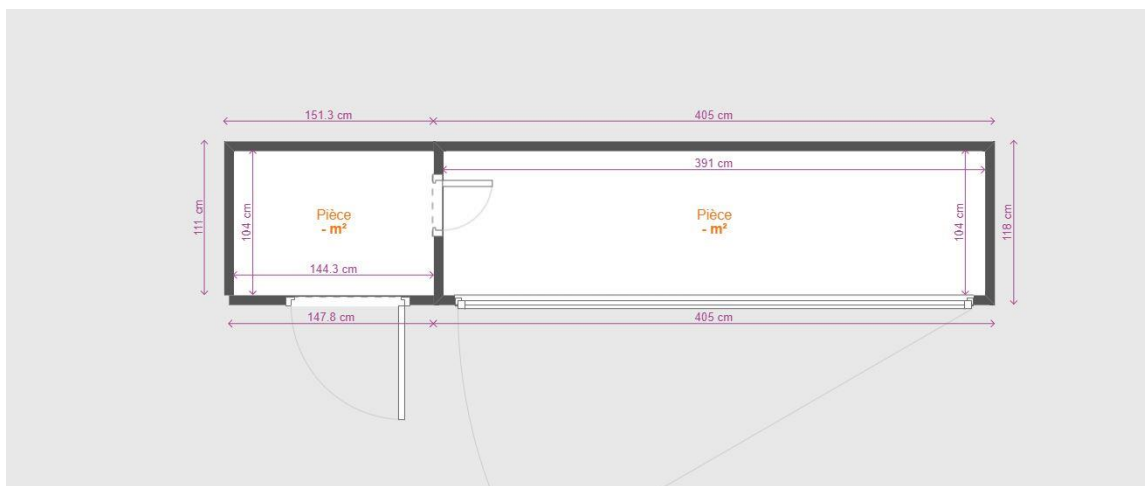 151.3 cm
405 cm
391 cm
111 cm
104 cm
Pièce
- m²
Pièce
- m²
104 cm
118 cm
144.3 cm
147.8 cm
405 cm